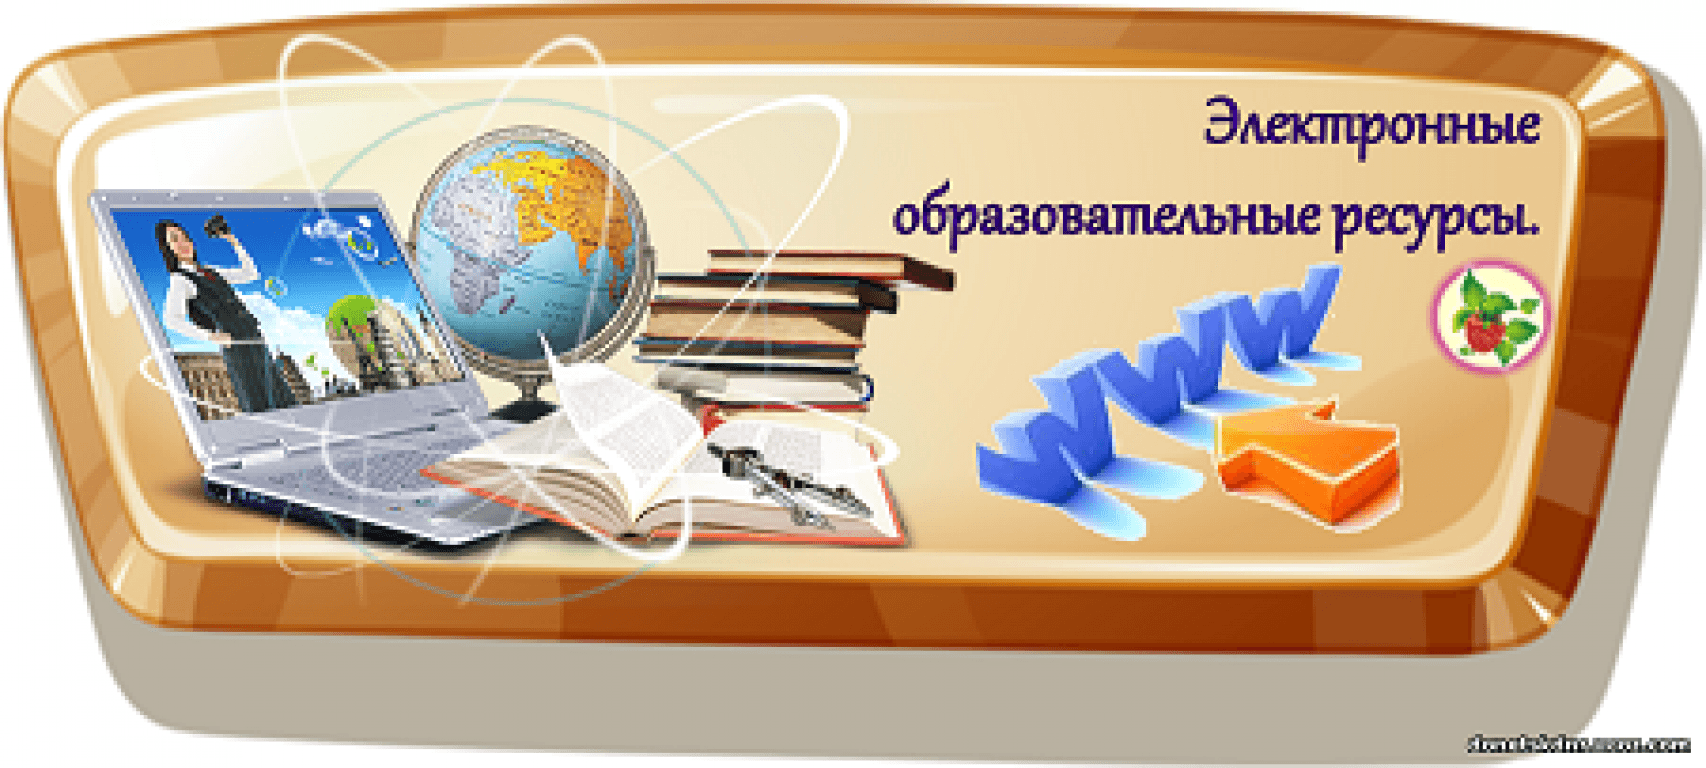 Электронные
образовательные ресурсы.
WWW